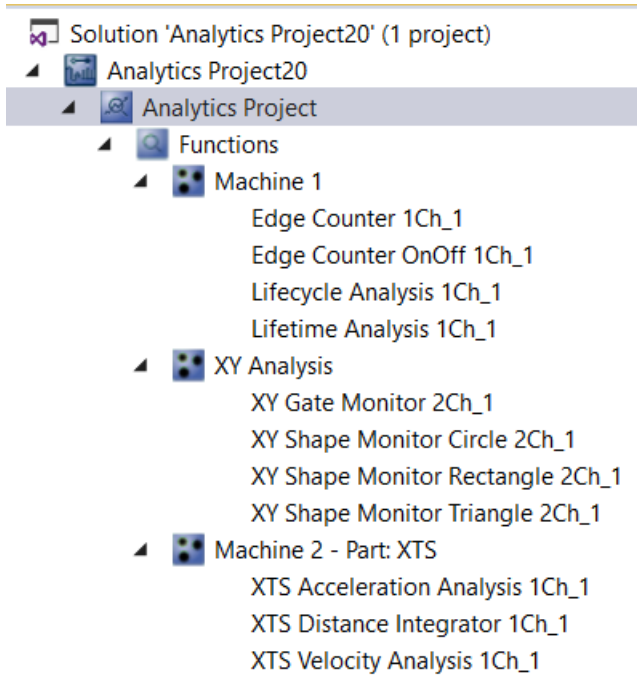 Solution 'Analytics Project20' (1 project)
Analytics Project20
Analytics Project
Functions
Machine 1
Edge Counter 1Ch_1
Edge Counter OnOff 1Ch_1
Lifecycle Analysis 1Ch_1
Lifetime Analysis 1Ch_1
XY Analysis
XY Gate Monitor 2Ch_1
XY Shape Monitor Circle 2Ch_1
XY Shape Monitor Rectangle 2Ch_1
XY Shape Monitor Triangle 2Ch_1
Machine 2 - Part: XTS
XTS Acceleration Analysis 1Ch_1
XTS Distance Integrator 1Ch_1
XTS Velocity Analysis 1Ch_1